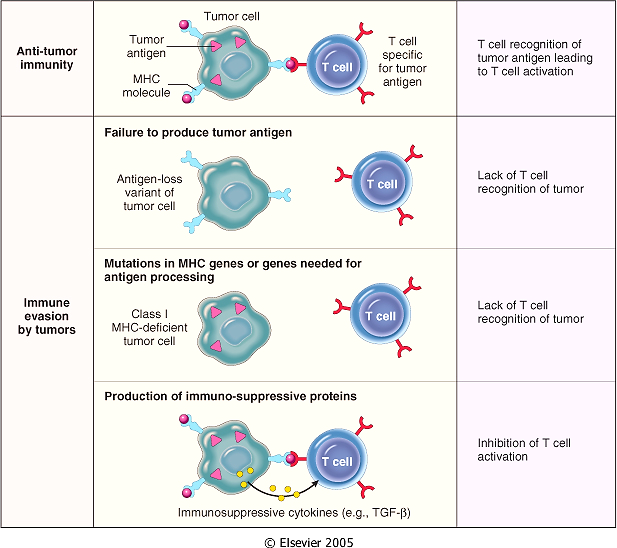 Anti-tumor
immunity
Tumor cell
Tumor
antigen
MHC
molecule
T cell
T cell
specific
for tumor
antigen
T cell recognition of
tumor antigen leading
to T cell activation
Immune
evasion
by tumors
Failure to produce tumor antigen
Antigen-loss
variant of
tumor cell
T cell
Lack of T cell
recognition of tumor
Mutations in MHC genes or genes needed for
antigen processing
Class I
MHC-deficient
tumor cell
T cell
Lack of T cell
recognition of tumor
Production of immuno-suppressive proteins
T cell
Immunosuppressive cytokines (e.g., TGF-β)
Inhibition of T cell
activation
© Elsevier 2005